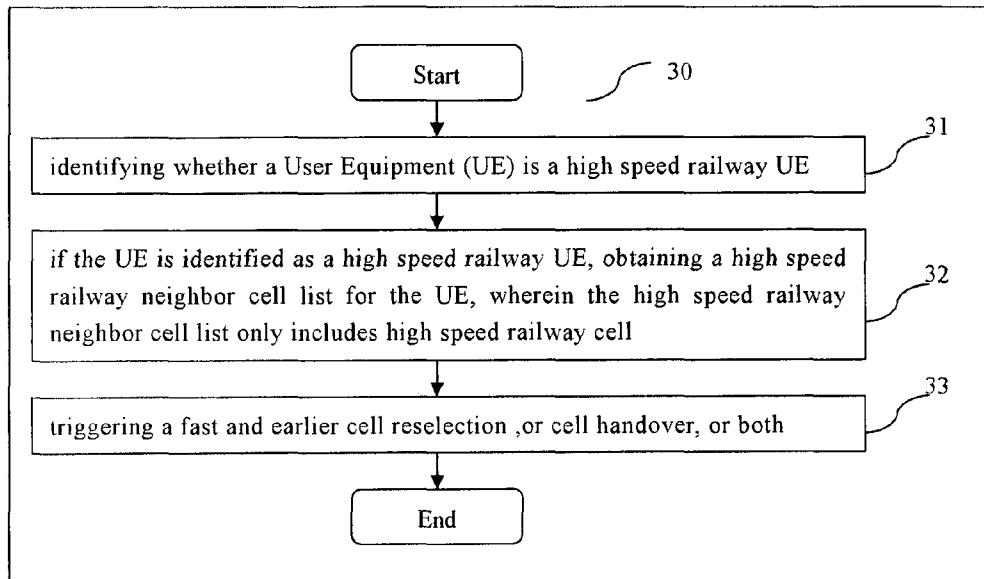 Start
30
31
identifying whether a User Equipment (UE) is a high speed railway UE
if the UE is identified as a high speed railway UE, obtaining a high speed
railway neighbor cell list for the UE, wherein the high speed railway
neighbor cell list only includes high speed railway cell
32
33
triggering a fast and earlier cell reselection ,or cell handover, or both
End